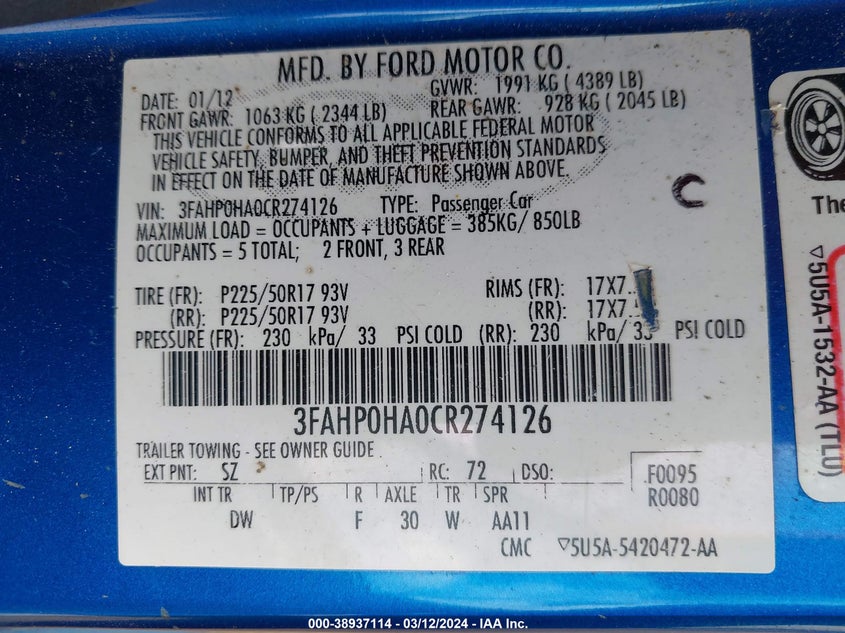 MFD. BY FORD MOTOR CO.
DATE: 01/12 GVWR: 1991 KG ( 4389 LB)
FRONT GAWR: 1063 KG ( 2344 LB) REAR GAWR: 928 KG ( 2045 LB)
THIS VEHICLE CONFORMS TO ALL APPLICABLE FEDERAL MOTOR
VEHICLE SAFETY, BUMPER, AND THEFT PREVENTION STANDARDS
IN EFFECT ON THE DATE OF MANUFACTURE SHOWN ABOVE.
C
VIN: 3FAHP0HA0CR274126 TYPE: Passenger Car
MAXIMUM LOAD = OCCUPANTS + LUGGAGE = 385KG/ 850LB
OCCUPANTS = 5 TOTAL; 2 FRONT, 3 REAR
TIRE (FR): P225/50R17 93V RIMS (FR): 17X7.
(RR): P225/50R17 93V (RR): 17X7.
PRESSURE (FR): 230 kPa/ 33 PSI COLD (RR): 230 kPa/ 33 PSI COLD
3FAHP0HA0CR274126
TRAILER TOWING - SEE OWNER GUIDE
EXT PNT: SZ RC: 72 DSO: F0095
INT TR TP/PS R AXLE TR SPR R0080
DW F 30 W AA11
CMC ▽5U5A-5420472-AA
The
▽5U5A-1532-AA (TLU)
000-38937114 - 03/12/2024 - IAA Inc.